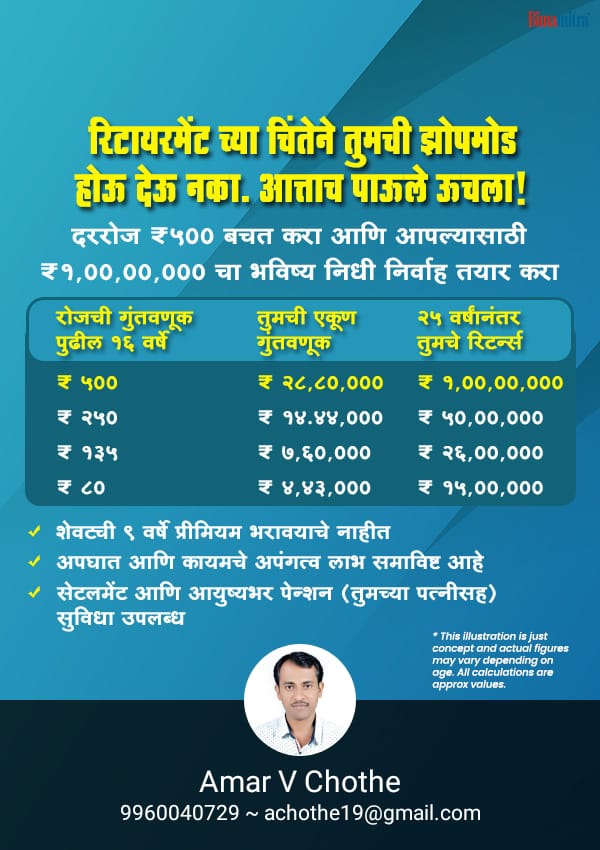 Bimamitra
रिटायरमेंट च्या चिंतेने तुमची झोपमोड
होऊ देऊ नका. आत्ताच पाऊले ऊचला!
दररोज ₹५०० बचत करा आणि आपल्यासाठी
₹१,००,००,००० चा भविष्य निधी निर्वाह तयार करा
रोजची गुंतवणूक तुमची एकूण २५ वर्षांनंतर
पुढील १६ वर्षे गुंतवणूक तुमचे रिटर्न्स
₹ ५०० ₹ २८,८०,००० ₹ १,००,००,०००
₹ २५० ₹ १४.४४,००० ₹ ५०,००,०००
₹ १३५ ₹ ७,६०,००० ₹ २६,००,०००
₹ ८० ₹ ४,४३,००० ₹ १५,००,०००
शेवटची ९ वर्षे प्रीमियम भरावयाचे नाहीत
अपघात आणि कायमचे अपंगत्व लाभ समाविष्ट आहे
सेटलमेंट आणि आयुष्यभर पेन्शन (तुमच्या पत्नीसह)
सुविधा उपलब्ध
* This illustration is just
concept and actual figures
may vary depending on
age. All calculations are
approx values.
Amar V Chothe
9960040729 ~ achothe19@gmail.com